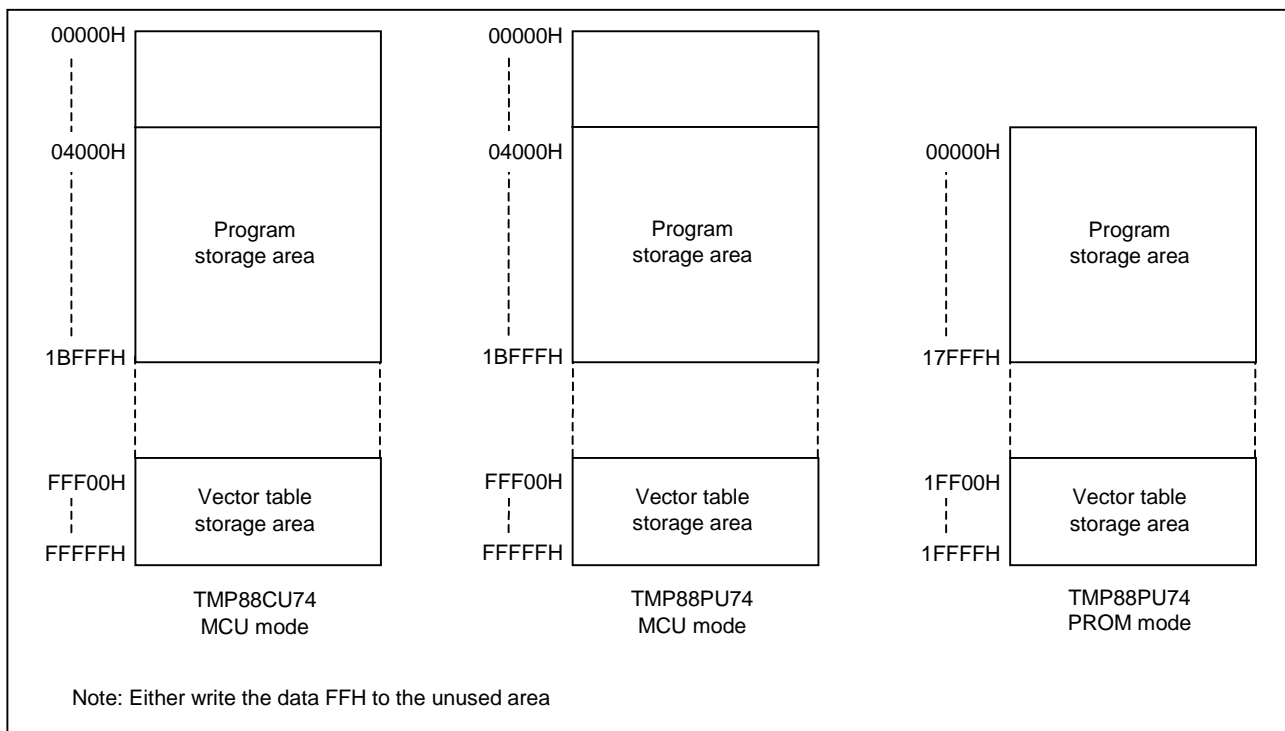 00000H
04000H
Program
storage area
1BFFFH
FFF00H
Vector table
storage area
FFFFFH
TMP88CU74
MCU mode
00000H
04000H
Program
storage area
1BFFFH
FFF00H
Vector table
storage area
FFFFFH
TMP88PU74
MCU mode
00000H
Program
storage area
17FFFH
1FF00H
Vector table
storage area
1FFFFH
TMP88PU74
PROM mode
Note: Either write the data FFH to the unused area